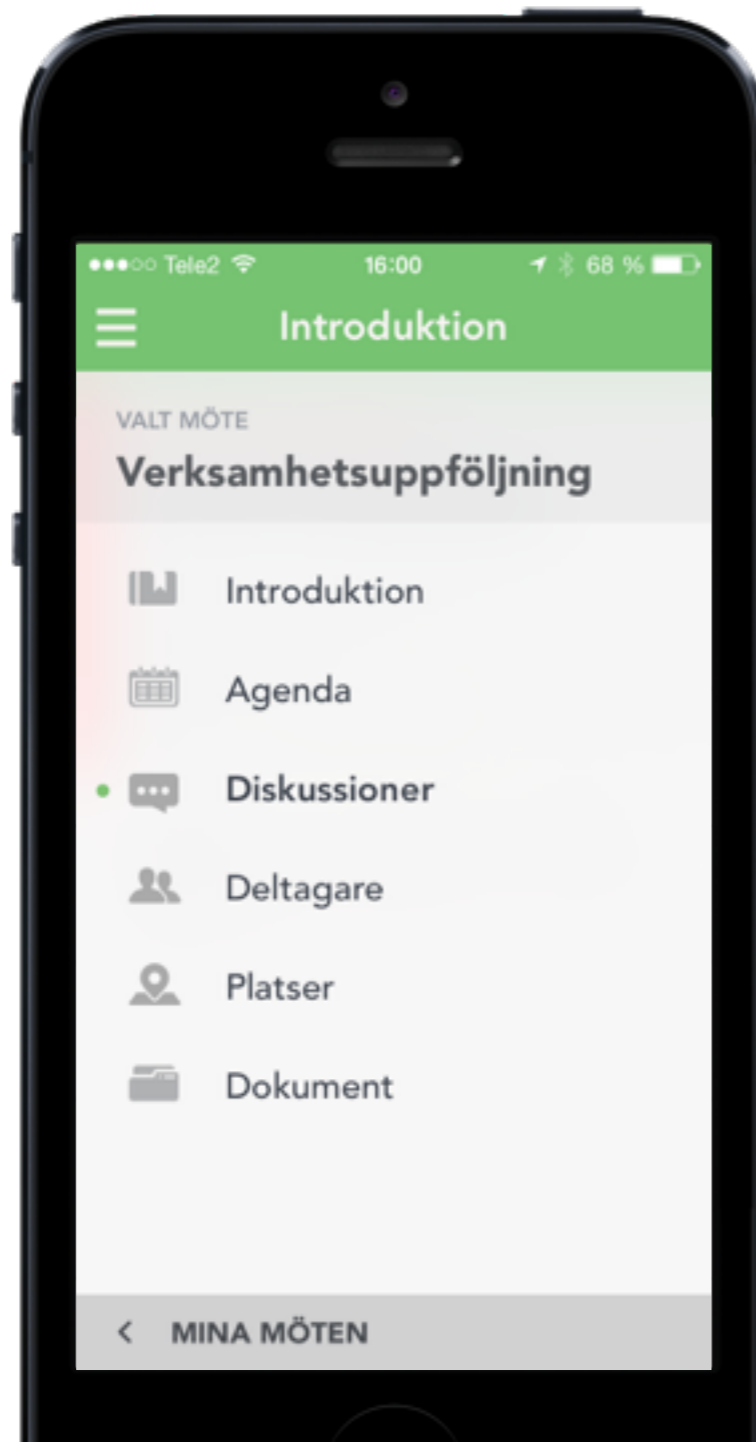 Tele2 16:00 68 %
Introduktion
VALT MÖTE
Verksamhetsuppföljning
Introduktion
Agenda
Diskussioner
Deltagare
Platser
Dokument
MINA MÖTEN